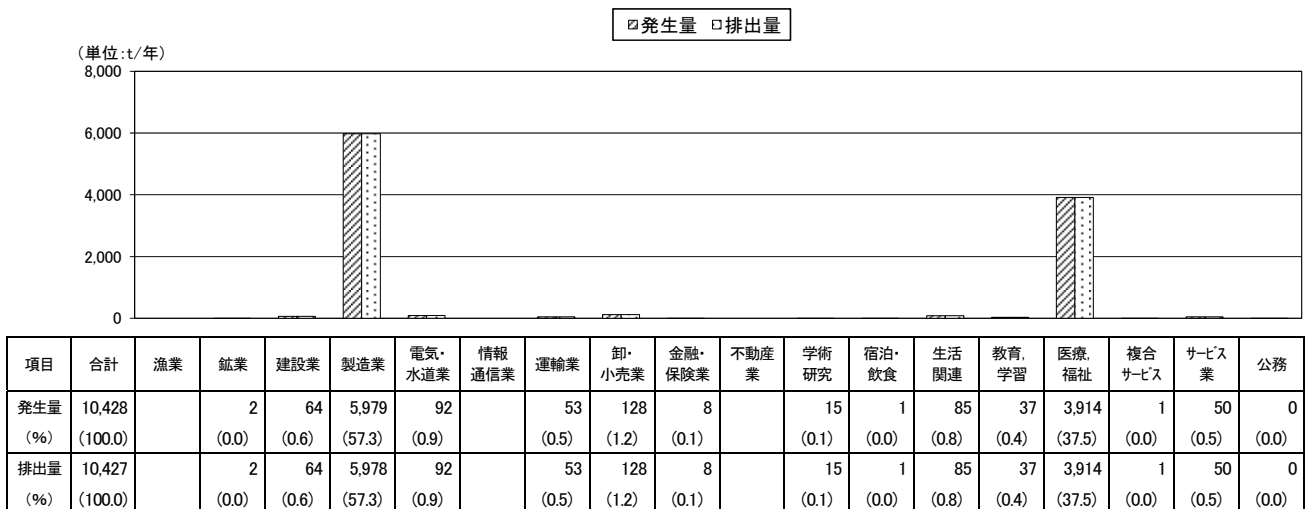 発生量 排出量
（単位:t/年）
8,000
6,000
4,000
2,000
0
項目 合計 漁業 鉱業 建設業 製造業 電気・水道業 情報通信業 運輸業 卸・小売業 金融・保険業 不動産業 学術研究 宿泊・飲食 生活関連 教育,学習 医療,福祉 複合サービス サービス業 公務
発生量 10,428 2 64 5,979 92 53 128 8 15 1 85 37 3,914 1 50 0
(%) (100.0) (0.0) (0.6) (57.3) (0.9) (0.5) (1.2) (0.1) (0.1) (0.0) (0.8) (0.4) (37.5) (0.0) (0.5) (0.0)
排出量 10,427 2 64 5,978 92 53 128 8 15 1 85 37 3,914 1 50 0
(%) (100.0) (0.0) (0.6) (57.3) (0.9) (0.5) (1.2) (0.1) (0.1) (0.0) (0.8) (0.4) (37.5) (0.0) (0.5) (0.0)